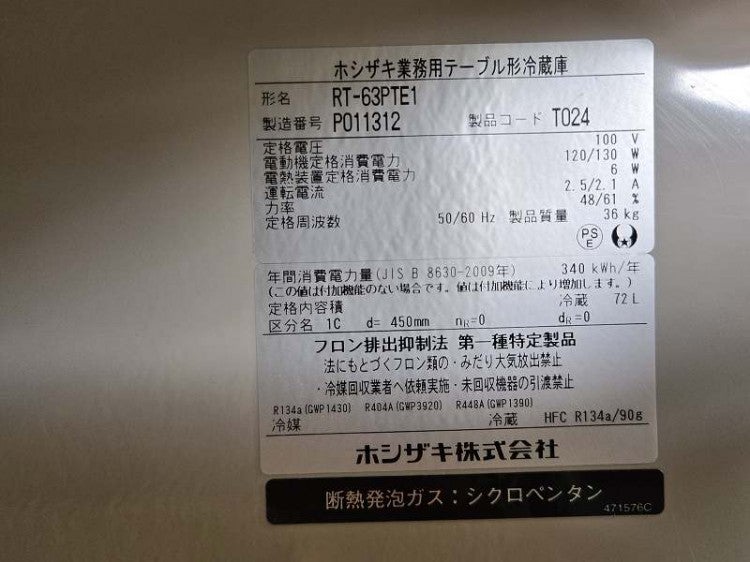 ホシザキ業務用テーブル形冷蔵庫
形名 RT-63PTE1
製造番号 P011312 製品コード T024
定格電圧 100 V
電動機定格消費電力 120/130 W
電熱装置定格消費電力 6 W
運転電流 2.5/2.1 A
力率 48/61 %
定格周波数 50/60 Hz 製品質量 36 kg
PS E
年間消費電力量(JIS B 8630-2009年) 340 kWh/年
(この値は付加機能のない場合です。値は付加機能により増加します。)
定格内容積 冷蔵 72 L
区分名 1C d= 450mm nR=0 dR=0
フロン排出抑制法 第一種特定製品
法にもとづくフロン類の・みだり大気放出禁止
・冷媒回収業者へ依頼実施・未回収機器の引渡禁止
R134a(GWP1430) R404A(GWP3920) R448A(GWP1390)
冷媒 冷蔵 HFC R134a/90g
ホシザキ株式会社
断熱発泡ガス：シクロペンタン
471576C